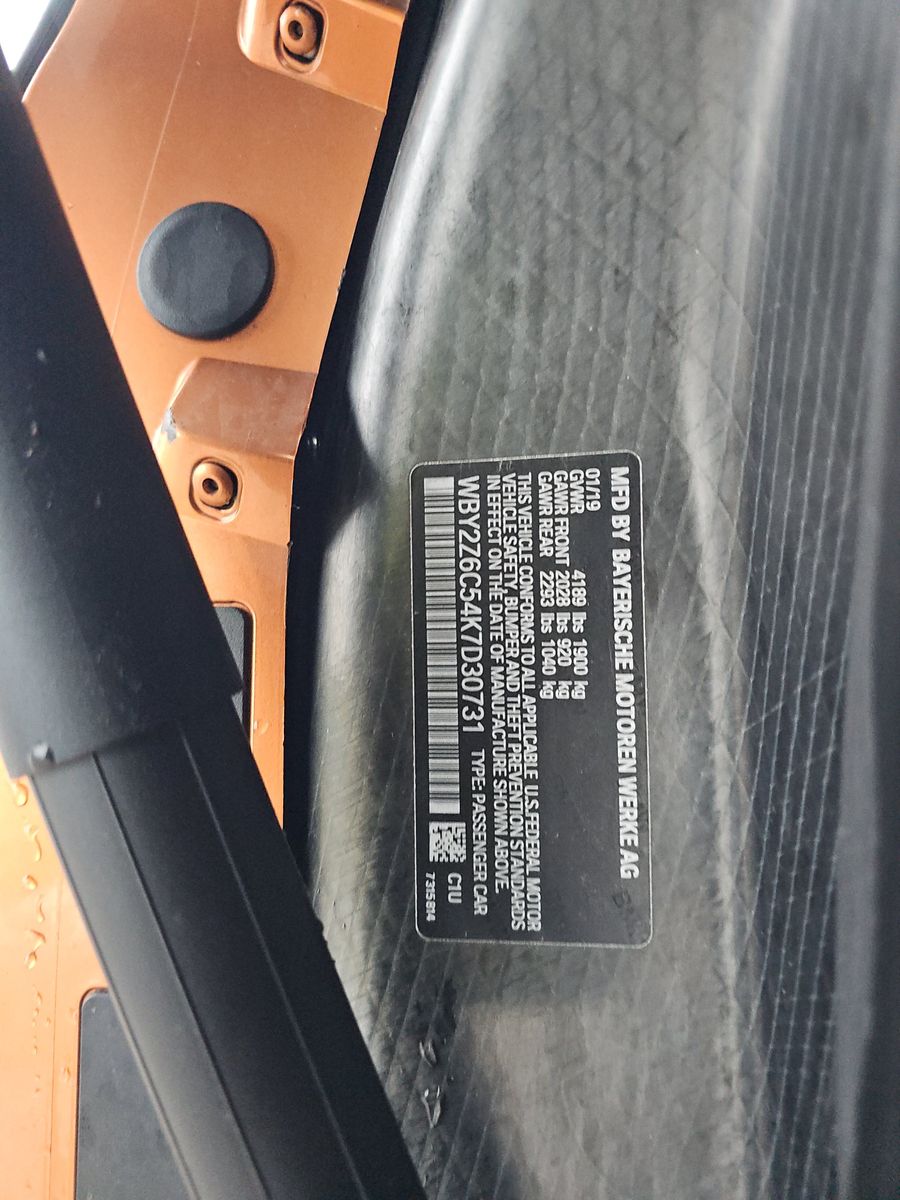 MFD BY BAYERISCHE MOTOREN WERKE AG
01/19
GVWR 4189 lbs 1900 kg
GAWR FRONT 2028 lbs 920 kg
GAWR REAR 2293 lbs 1040 kg
THIS VEHICLE CONFORMS TO ALL APPLICABLE U.S.FEDERAL MOTOR
VEHICLE SAFETY, BUMPER AND THEFT PREVENTION STANDARDS
IN EFFECT ON THE DATE OF MANUFACTURE SHOWN ABOVE.
WBY2Z6C54K7D30731 TYPE: PASSENGER CAR
C1U
7315814